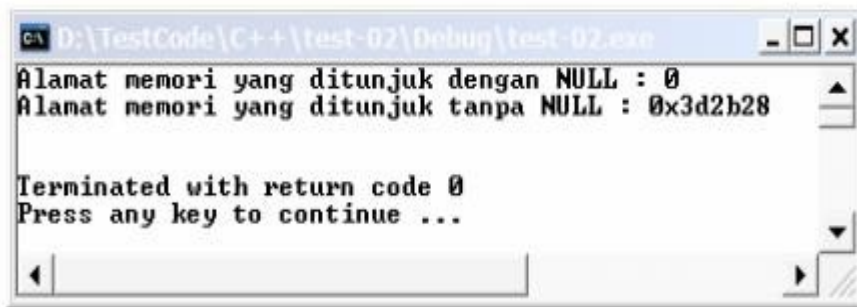 D:\TestCode\C++\test-02\Debug\test-02.exe
Alamat memori yang ditunjuk dengan NULL : 0
Alamat memori yang ditunjuk tanpa NULL : 0x3d2b28
Terminated with return code 0
Press any key to continue ...